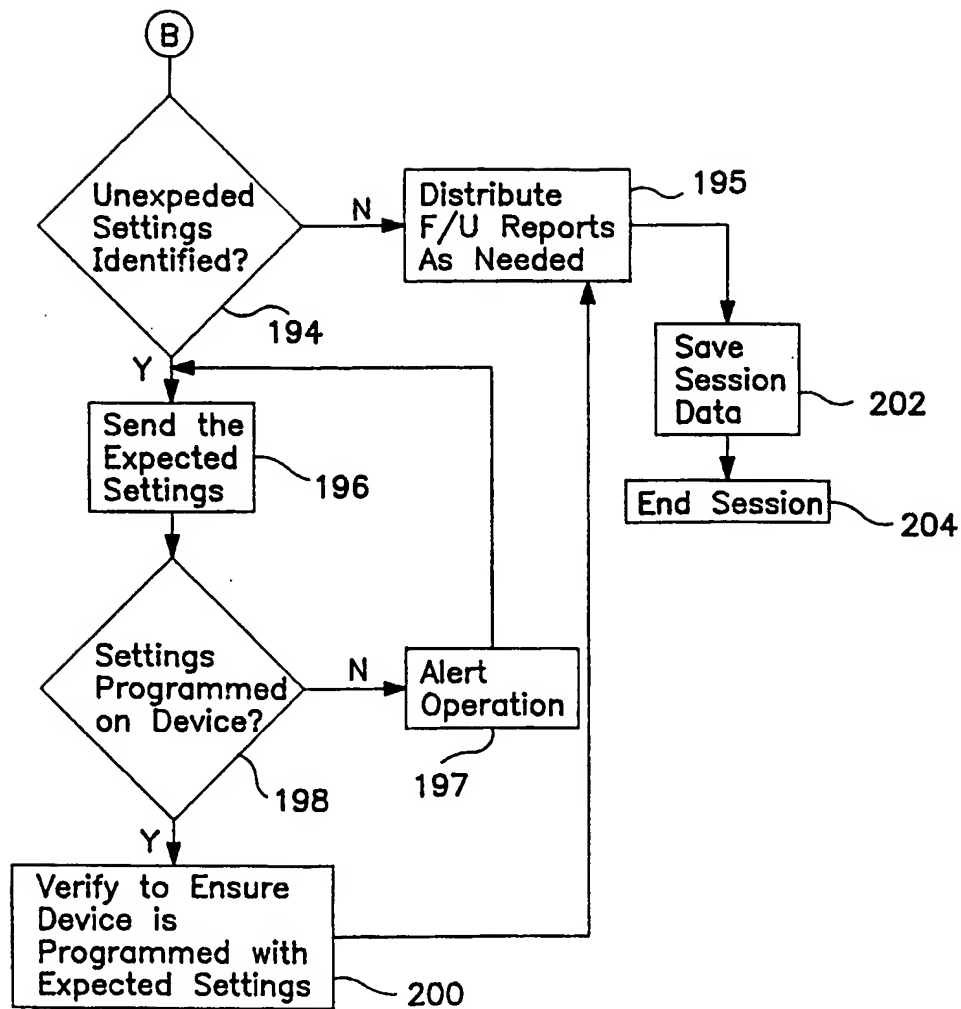 B
Unexpeded
Settings
Identified?
N
194
Y
Distribute
F/U Reports
As Needed
195
Save
Session
Data
202
End Session
204
Send the
Expected
Settings
196
Settings
Programmed
on Device?
N
198
Y
Alert
Operation
197
Verify to Ensure
Device is
Programmed with
Expected Settings
200